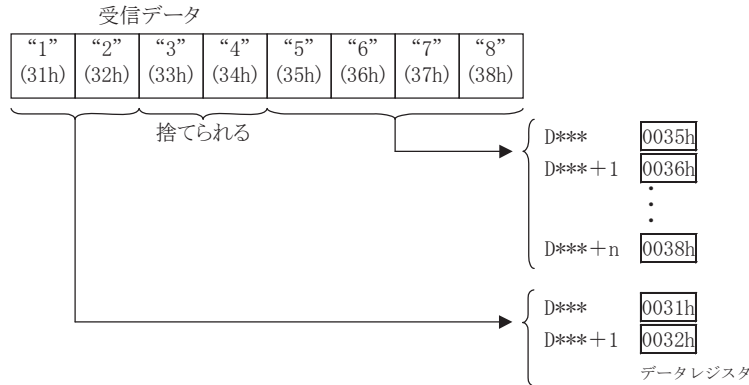 受信データ
“1” “2” “3” “4” “5” “6” “7” “8”
(31h) (32h) (33h) (34h) (35h) (36h) (37h) (38h)
捨てられる
D*** 0035h
D***+1 0036h
・
・
・
D***+n 0038h
D*** 0031h
D***+1 0032h
データレジスタ